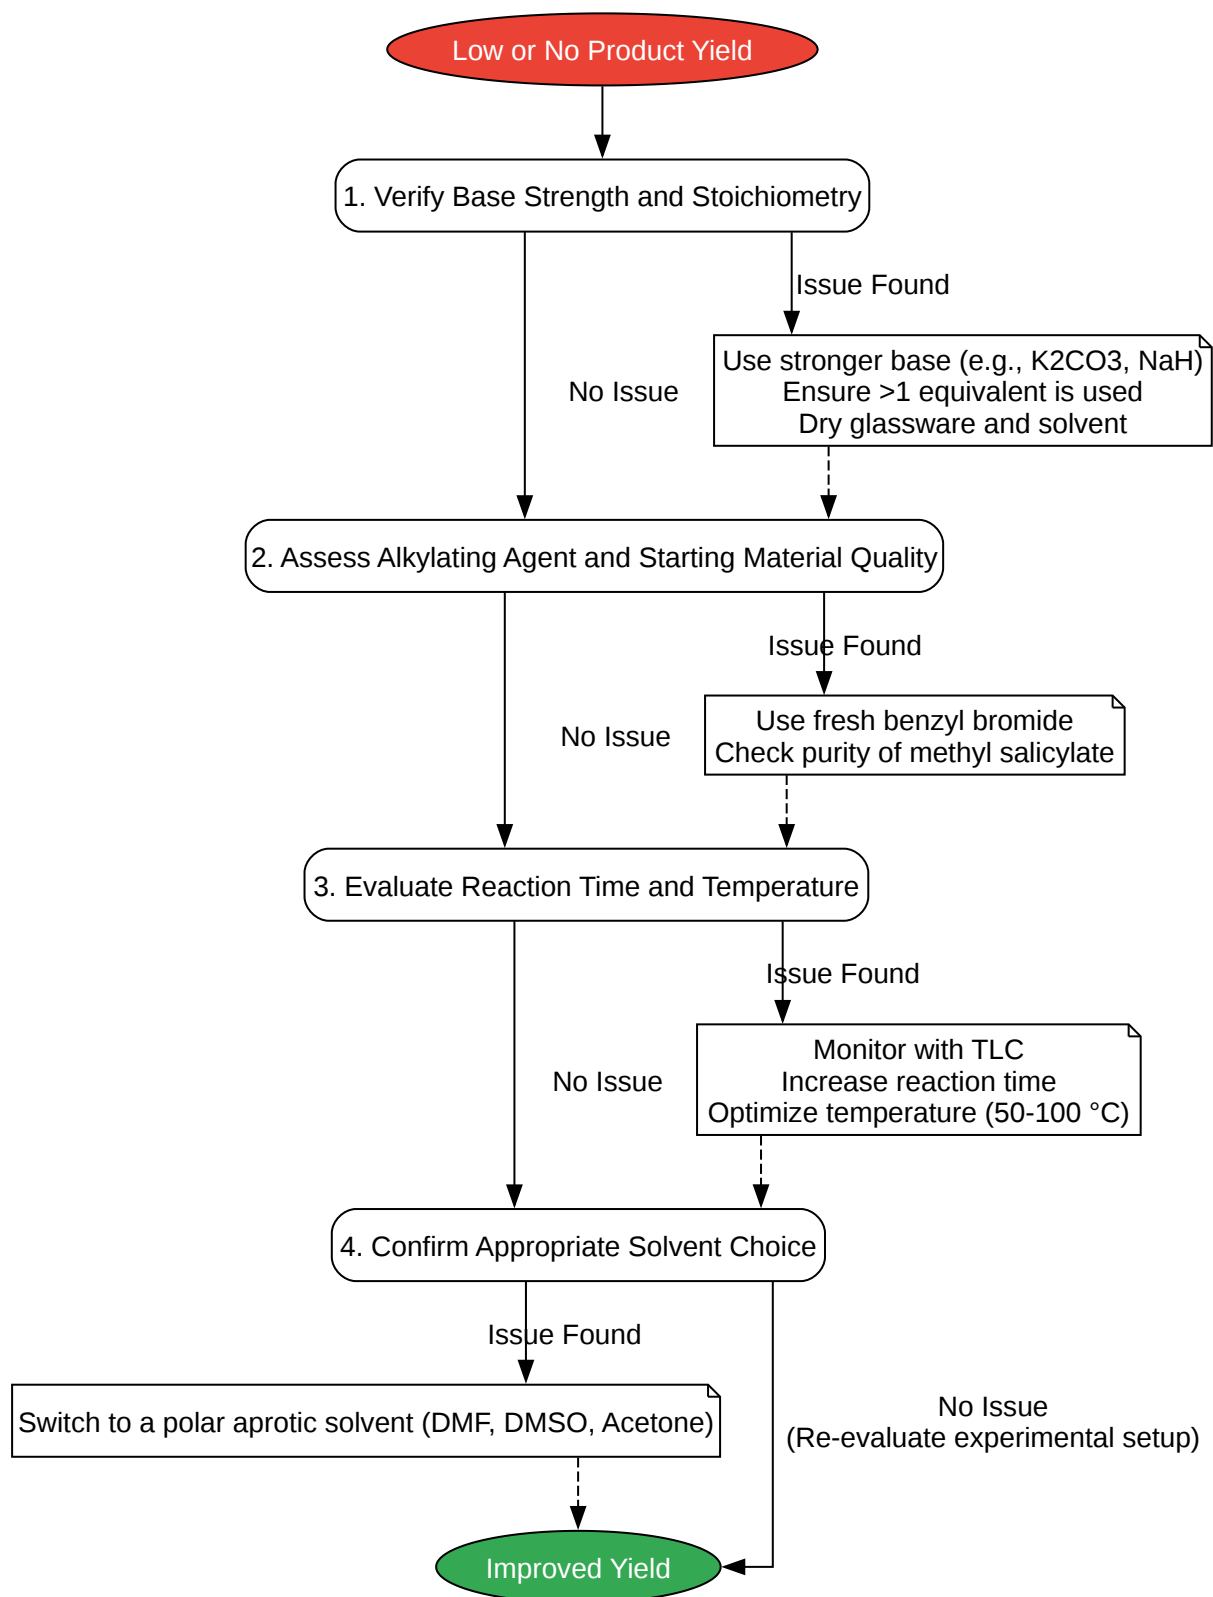 Low or No Product Yield
1. Verify Base Strength and Stoichiometry
Issue Found
No Issue
Use stronger base (e.g., K2CO3, NaH)
Ensure >1 equivalent is used
Dry glassware and solvent
2. Assess Alkylating Agent and Starting Material Quality
Issue Found
No Issue
Use fresh benzyl bromide
Check purity of methyl salicylate
3. Evaluate Reaction Time and Temperature
Issue Found
No Issue
Monitor with TLC
Increase reaction time
Optimize temperature (50-100 °C)
4. Confirm Appropriate Solvent Choice
Issue Found
Switch to a polar aprotic solvent (DMF, DMSO, Acetone)
No Issue
(Re-evaluate experimental setup)
Improved Yield